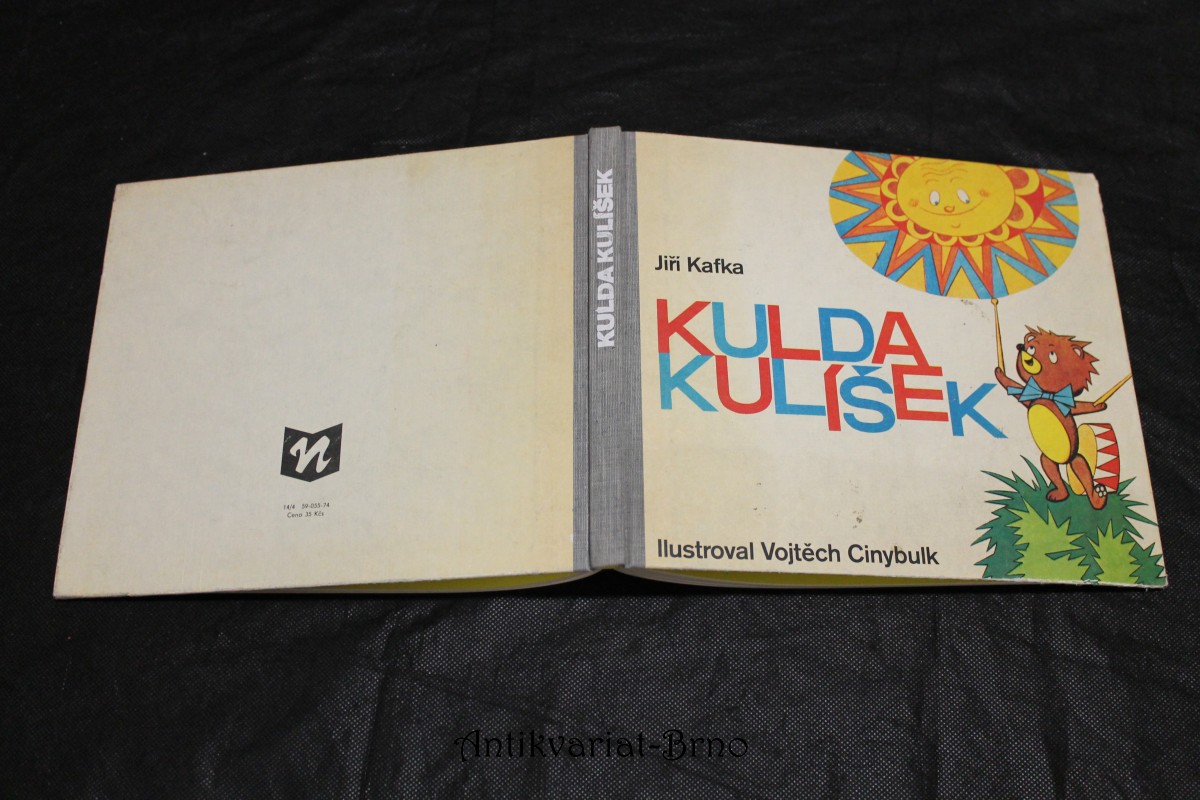 KULDA KULÍŠEK
Jiří Kafka
KULDA
KULÍŠEK
Ilustroval Vojtěch Cinybulk
n
14/4 59-055-74
Cena 35 Kčs
Antikvariat-Brno